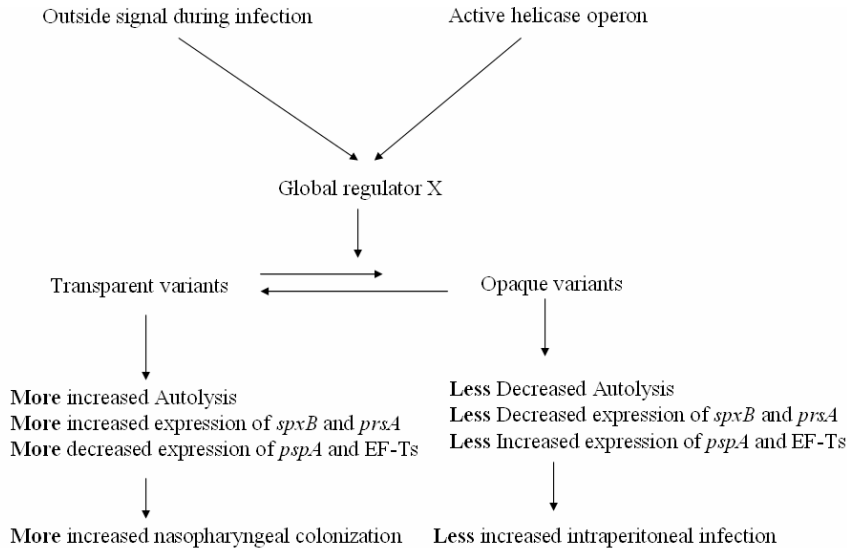 Outside signal during infection
Active helicase operon
Global regulator X
Transparent variants
Opaque variants
More increased Autolysis
More increased expression of spxB and prsA
More decreased expression of pspA and EF-Ts
Less Decreased Autolysis
Less Decreased expression of spxB and prsA
Less Increased expression of pspA and EF-Ts
More increased nasopharyngeal colonization
Less increased intraperitoneal infection